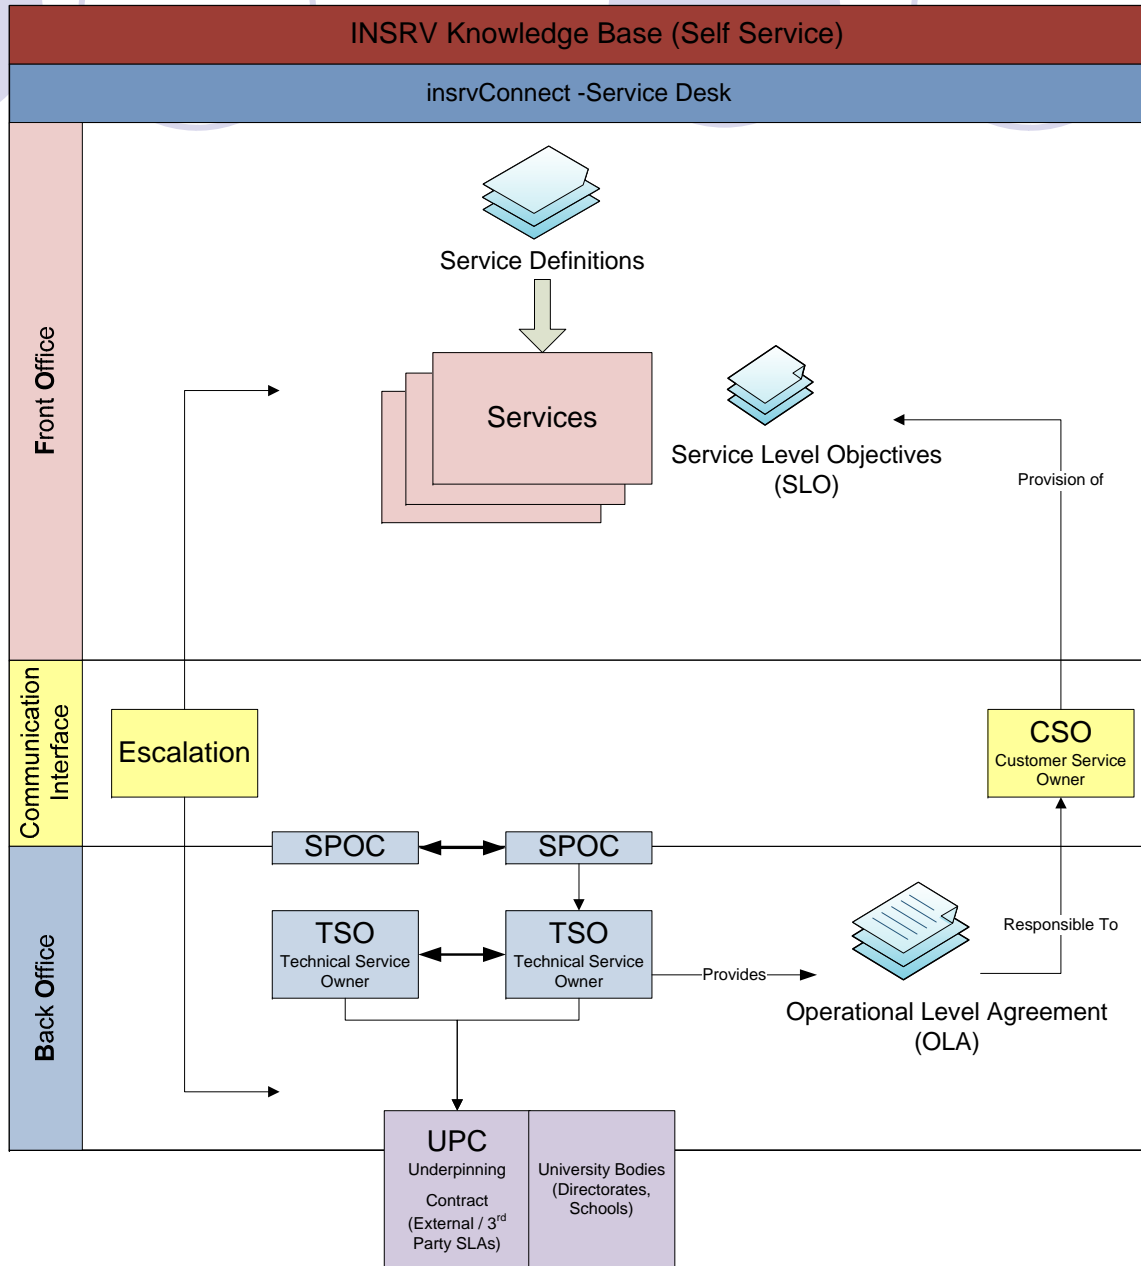 INSRV Knowledge Base (Self Service)
insrvConnect -Service Desk
Front Office
Service Definitions
Services
Service Level Objectives
(SLO)
Provision of
Communication
Interface
Escalation
CSO
Customer Service
Owner
SPOC
SPOC
Back Office
TSO
Technical Service
Owner
TSO
Technical Service
Owner
Provides
Responsible To
Operational Level Agreement
(OLA)
UPC
Underpinning
Contract
(External / 3rd
Party SLAs)
University Bodies
(Directorates,
Schools)